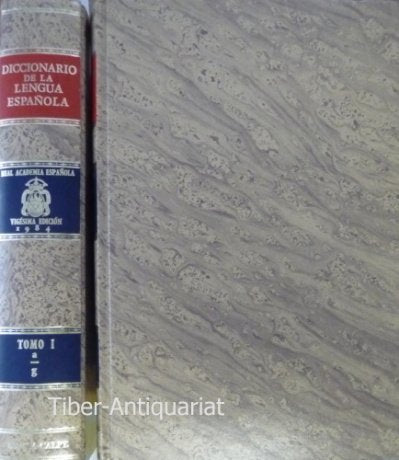 DICCIONARIO
DE LA
LENGUA
ESPAÑOLA
REAL ACADEMIA ESPAÑOLA
VIGÉSIMA EDICIÓN
1984
TOMO I
a
g
Tiber-Antiquariat